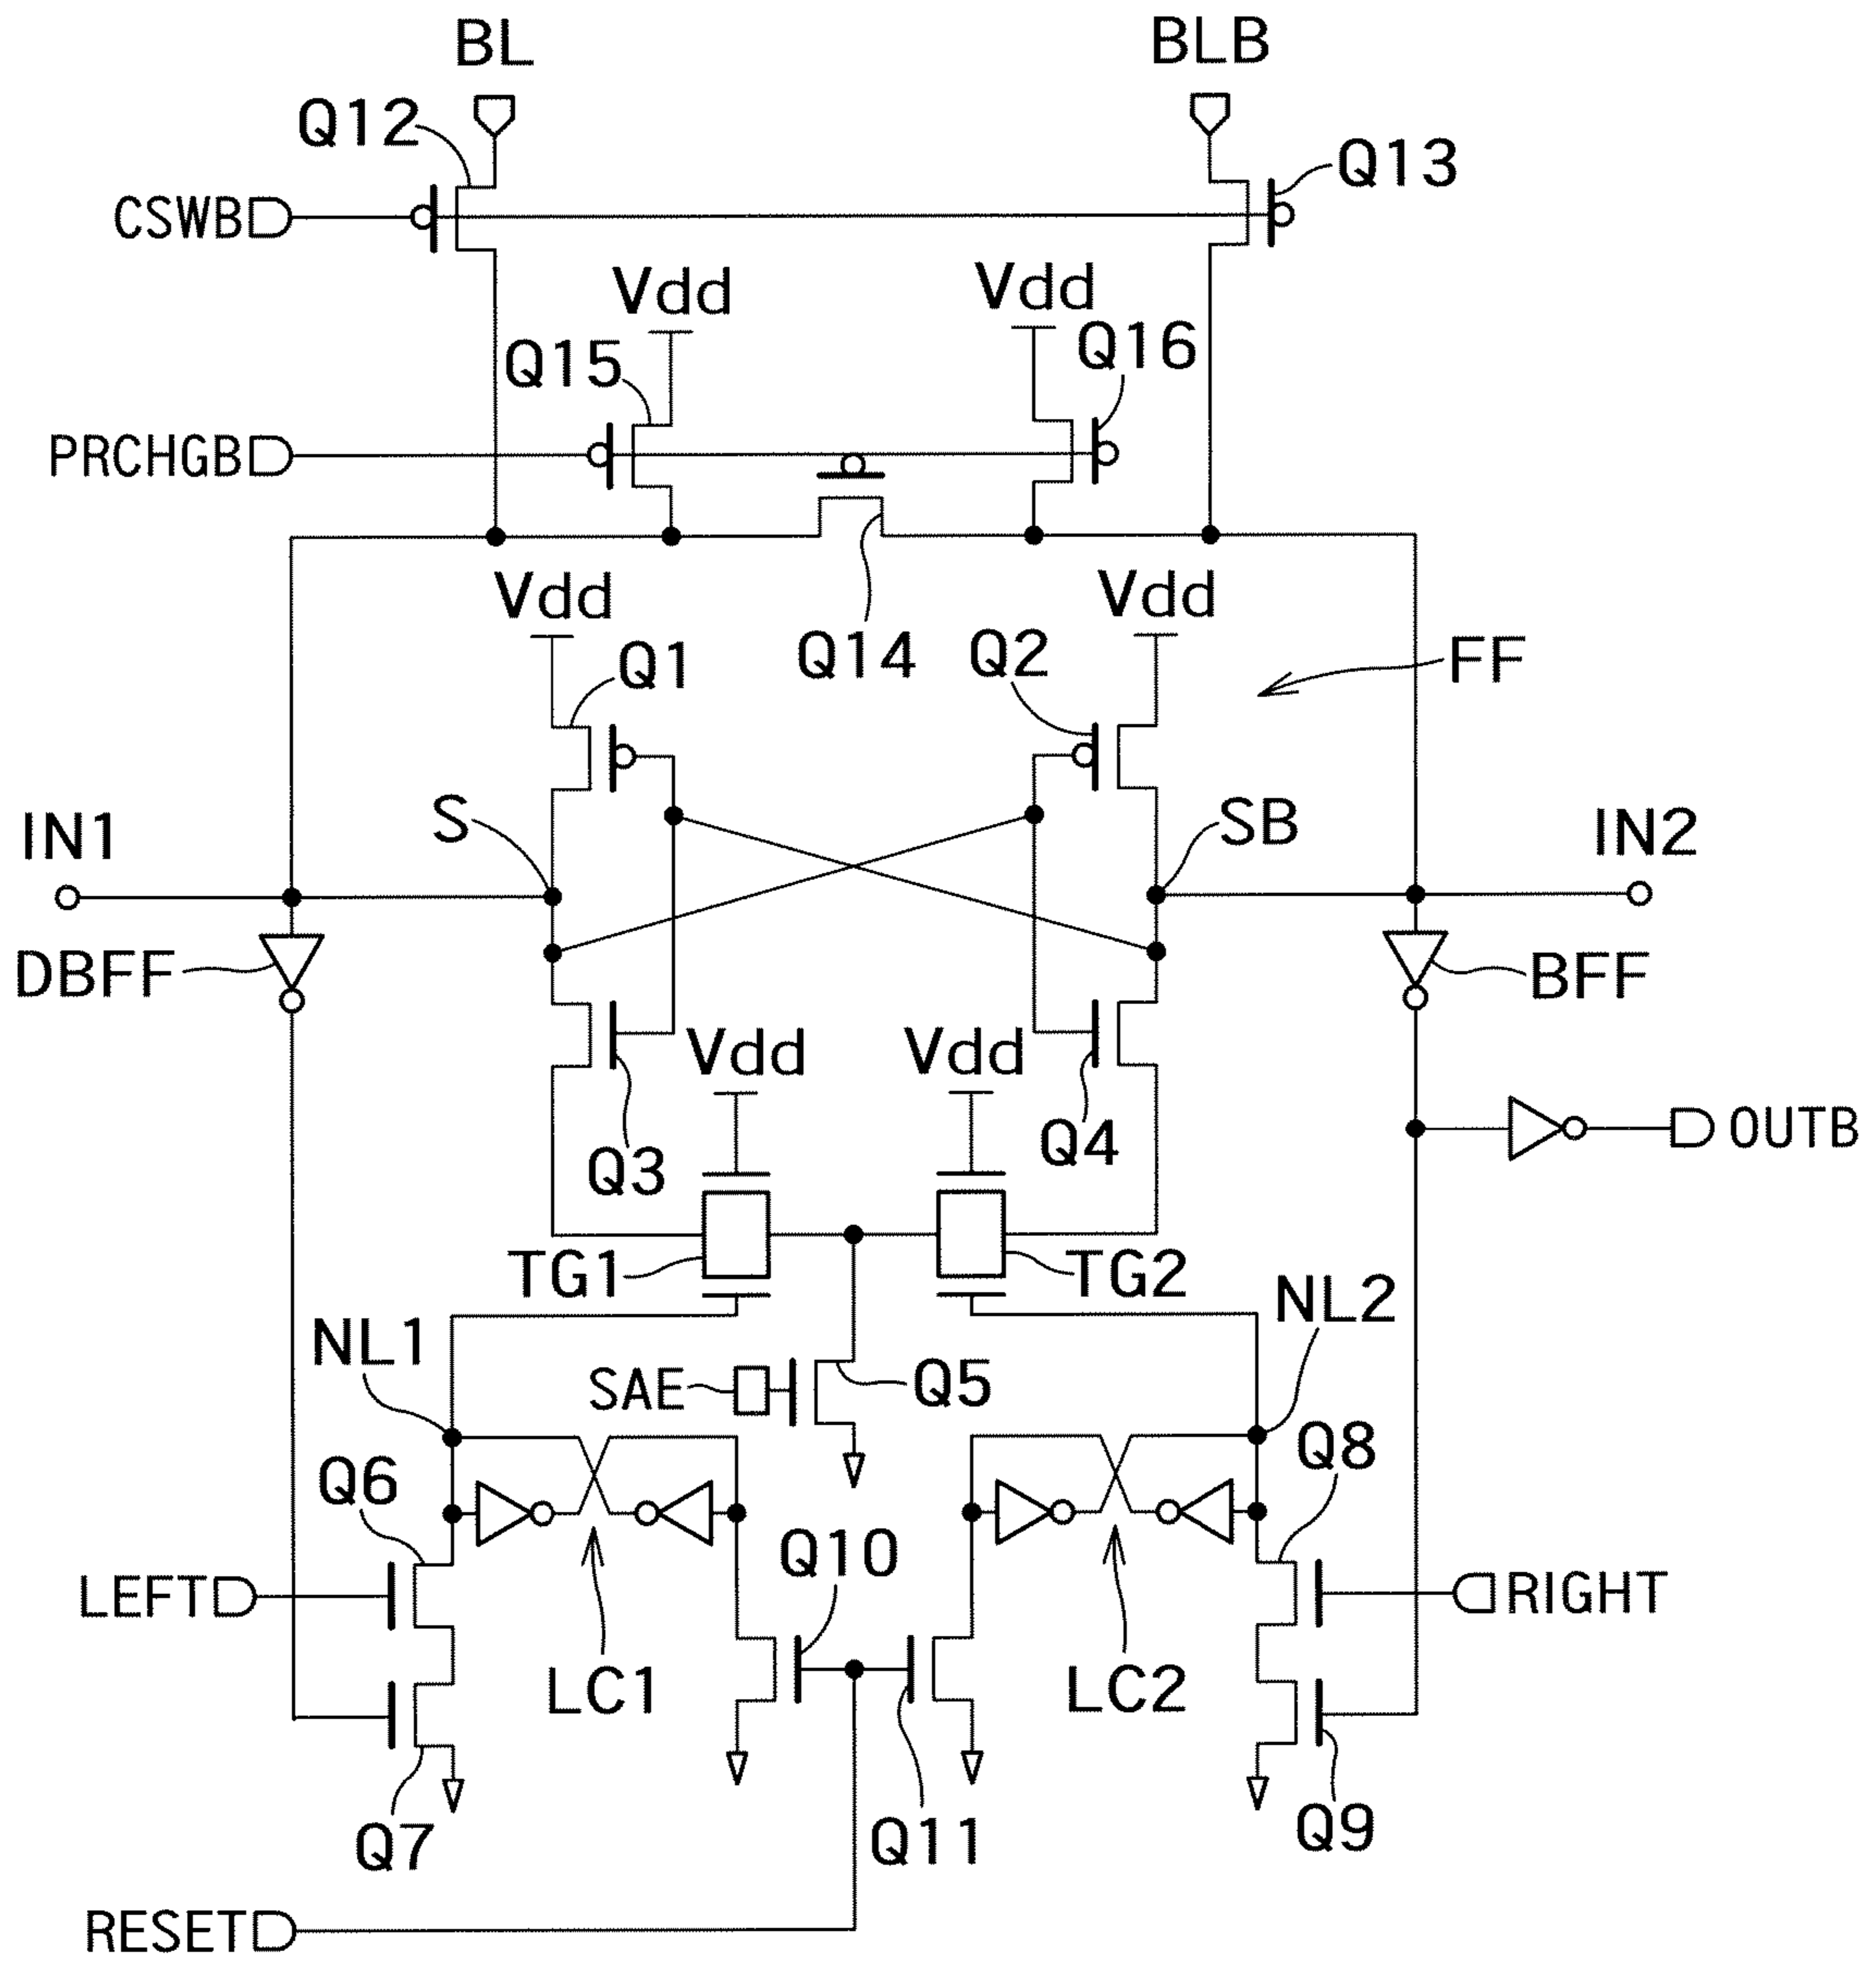 BL
BLB
Q12
Q13
CSWB
Vdd
Vdd
Q15
Q16
PRCHGB
Vdd
Vdd
Q1
Q14
Q2
FF
IN1
S
SB
IN2
DBFF
BFF
Vdd
Vdd
Q3
Q4
OUTB
TG1
TG2
NL1
NL2
SAE
Q5
Q6
Q8
Q10
LEFT
RIGHT
LC1
LC2
Q7
Q11
Q9
RESET